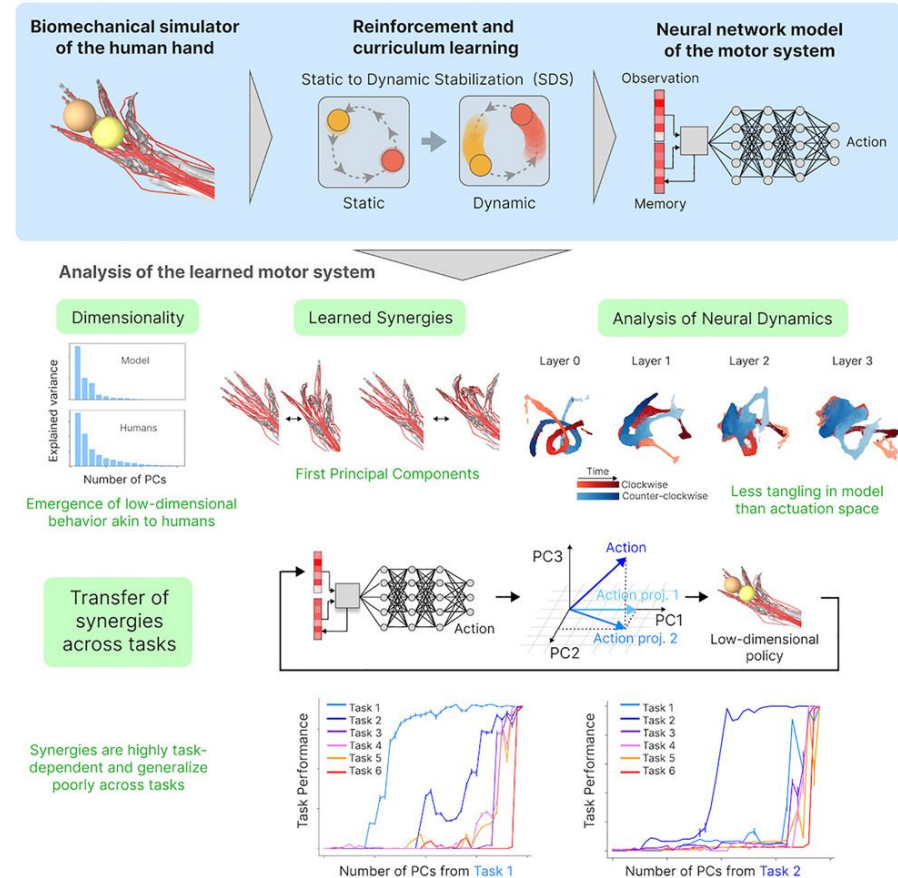 Biomechanical simulator
of the human hand
Reinforcement and
curriculum learning
Static to Dynamic Stabilization (SDS)
Static
Dynamic
Neural network model
of the motor system
Observation
Memory
Action
Analysis of the learned motor system
Dimensionality
Explained variance
Model
Humans
Number of PCs
Emergence of low-dimensional
behavior akin to humans
Learned Synergies
First Principal Components
Analysis of Neural Dynamics
Layer 0
Layer 1
Layer 2
Layer 3
Time
Clockwise
Counter-clockwise
Less tangling in model
than actuation space
Transfer of
synergies
across tasks
Action
PC3
Action
Action proj. 1
PC1
Action proj. 2
PC2
Low-dimensional
policy
Synergies are highly task-
dependent and generalize
poorly across tasks
Task Performance
Task 1
Task 2
Task 3
Task 4
Task 5
Task 6
Number of PCs from Task 1
Task Performance
Task 1
Task 2
Task 3
Task 4
Task 5
Task 6
Number of PCs from Task 2